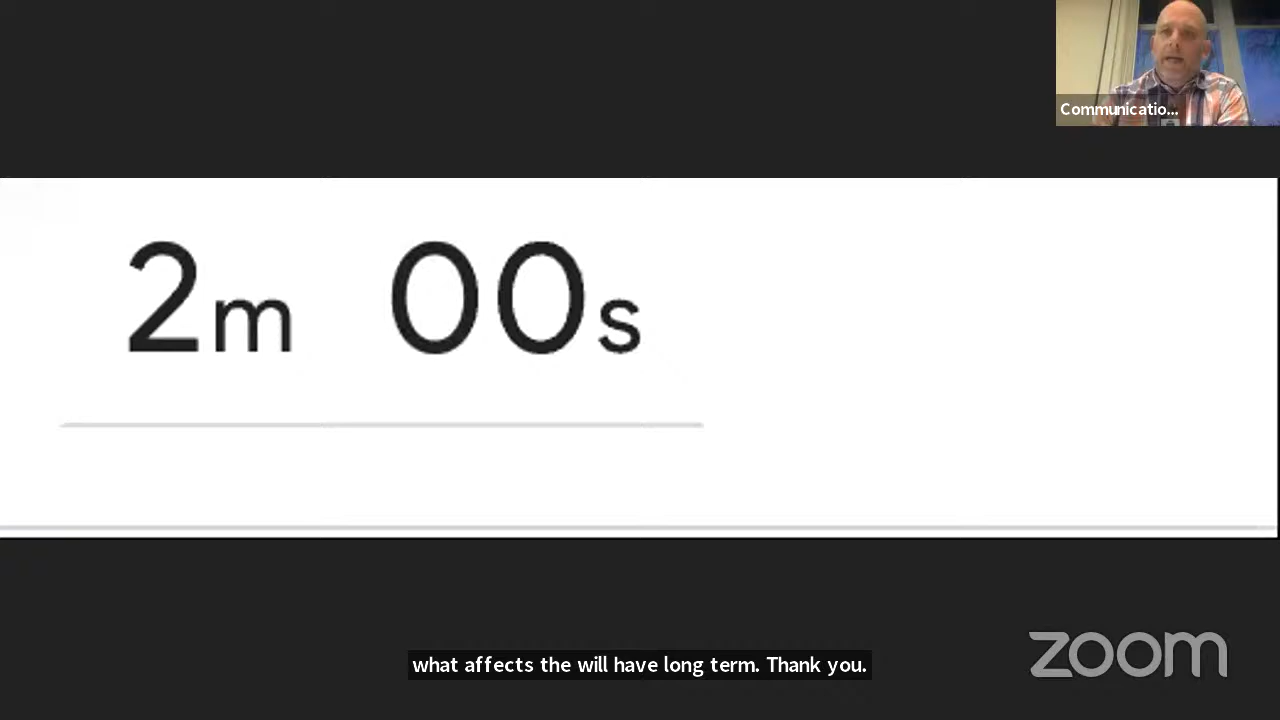 Communicatio...
2m 00s
what affects the will have long term. Thank you.
zoom